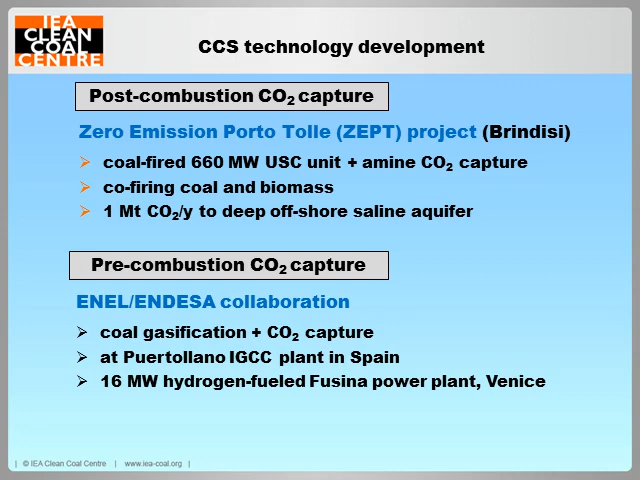 IEA
CLEAN
COAL
CENTRE
CCS technology development
Post-combustion CO₂ capture
Zero Emission Porto Tolle (ZEPT) project (Brindisi)
➢ coal-fired 660 MW USC unit + amine CO₂ capture
➢ co-firing coal and biomass
➢ 1 Mt CO₂/y to deep off-shore saline aquifer
Pre-combustion CO₂ capture
ENEL/ENDESA collaboration
➢ coal gasification + CO₂ capture
➢ at Puertollano IGCC plant in Spain
➢ 16 MW hydrogen-fueled Fusina power plant, Venice
| © IEA Clean Coal Centre | www.iea-coal.org |